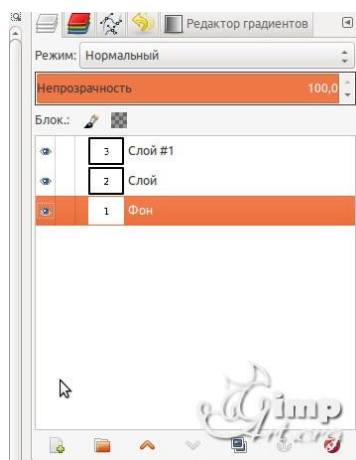 Редактор градиентов
Режим: Нормальный
Непрозрачность 100,0
Блок.:
3 Слой #1
2 Слой
1 Фон
Gimp
Art.org